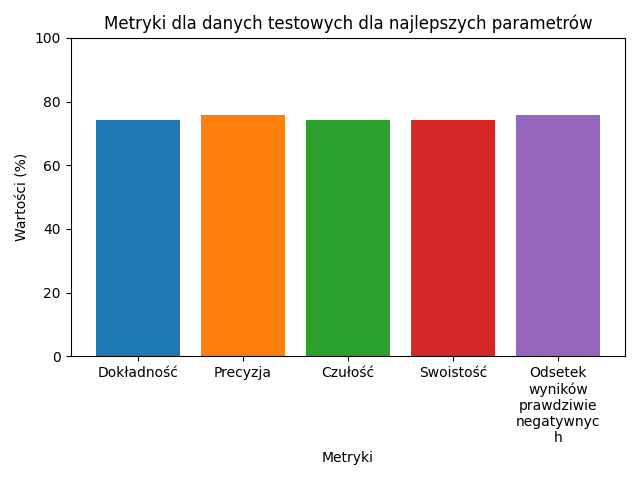 Metryki dla danych testowych dla najlepszych parametrów
100
80
60
40
20
0
Wartości (%)
Dokładność
Precyzja
Czułość
Swoistość
Odsetek
wyników
prawdziwie
negatywnyc
h
Metryki